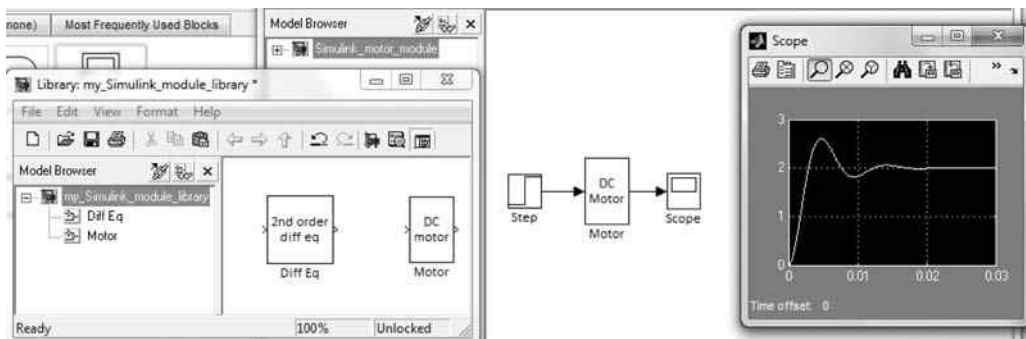 none)
Most Frequently Used Blocks
Library: my_Simulink_module_library *
File Edit View Format Help
Model Browser
my_Simulink_module_library
Diff Eq
Motor
2nd order
diff eq
Diff Eq
DC
motor
Motor
Ready
100%
Unlocked
Model Browser
Simulink_motor_module
Step
DC
Motor
Motor
Scope
Scope
3
2
1
0
0
0.01
0.02
0.03
Time offset: 0